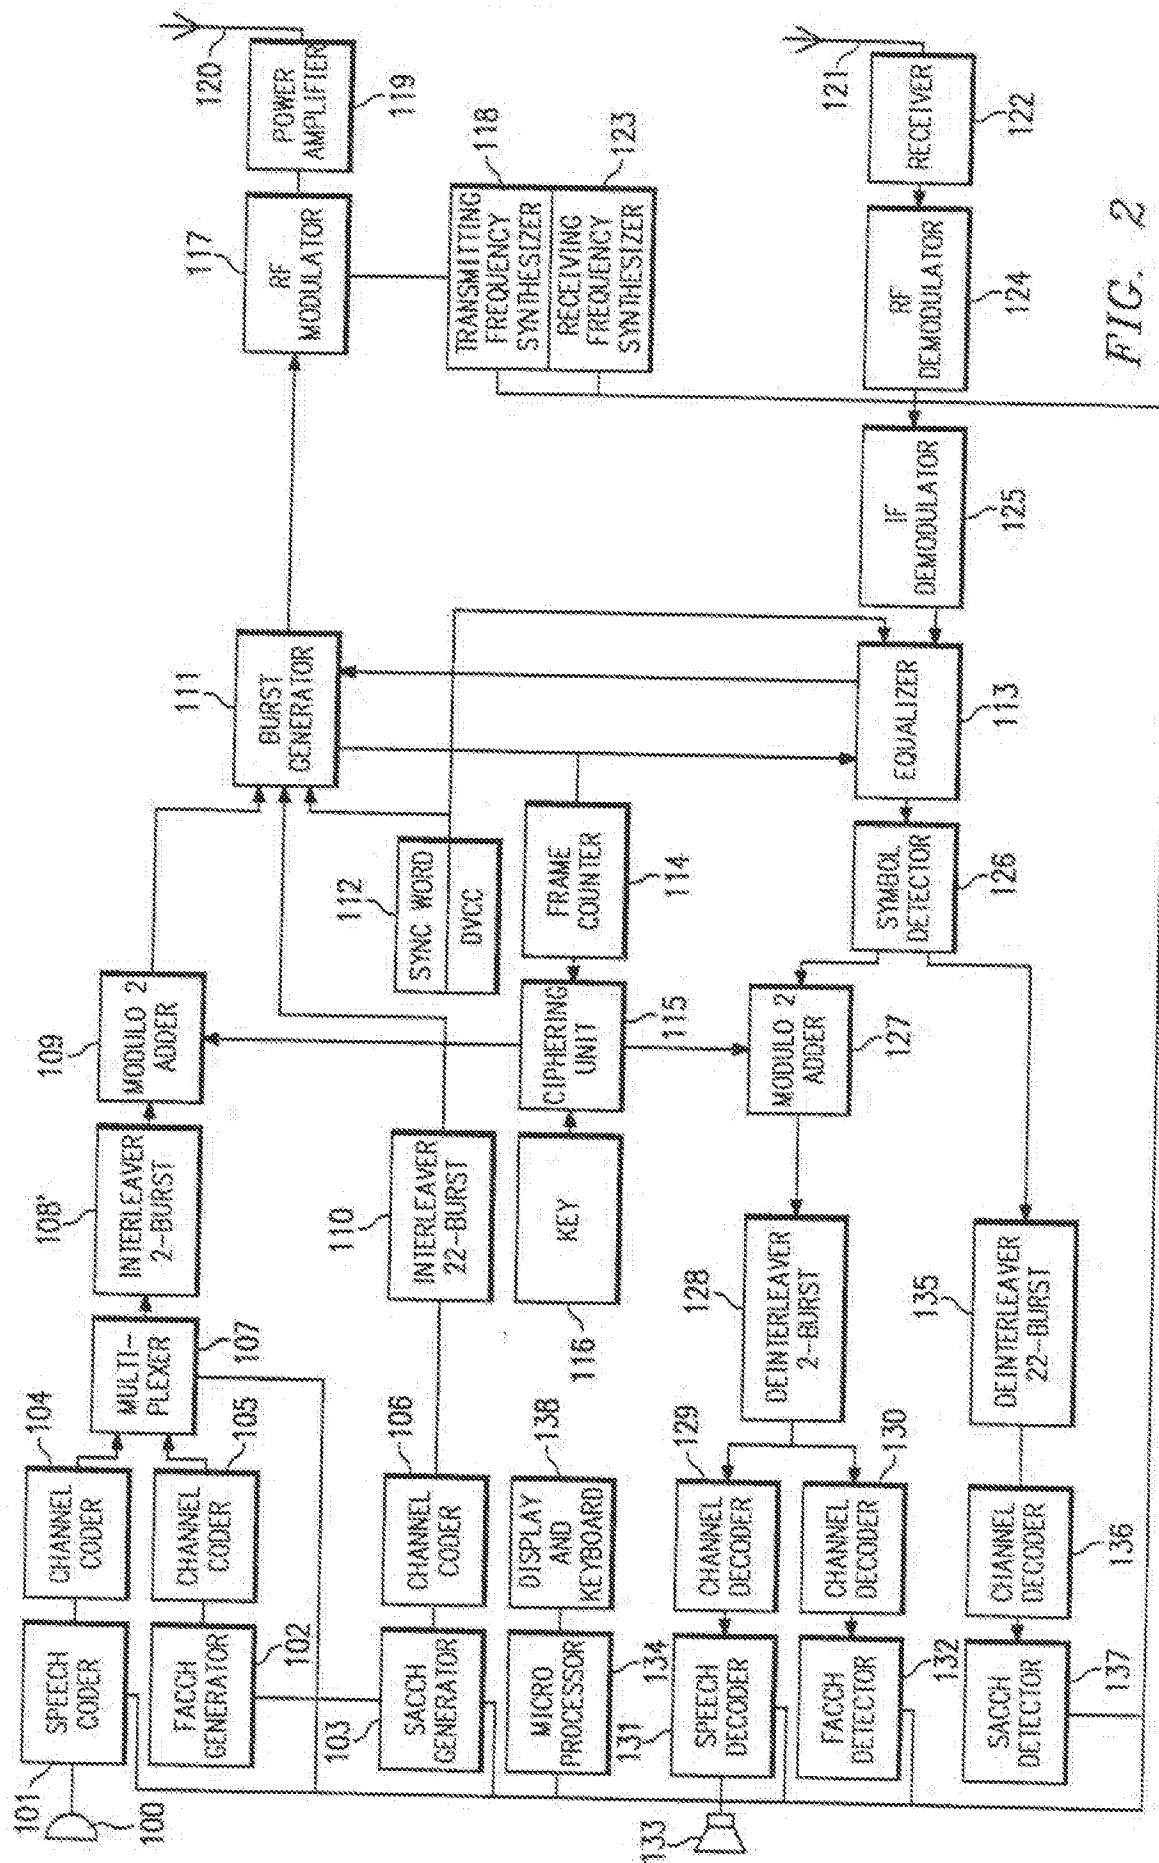 101
SPEECH
CODER
104
CHANNEL
CODER
100
FACCH
GENERATOR
102
CHANNEL
CODER
105
MULTI-
PLEXER
107
108'
INTERLEAVER
2-BURST
109
MODULO 2
ADDER
111
BURST
GENERATOR
117
RF
MODULATOR
POWER
AMPLIFIER
119
120
103
SACCH
GENERATOR
106
CHANNEL
CODER
110
INTERLEAVER
22-BURST
112
SYNC WORD
DVCC
TRANSMITTING
FREQUENCY
SYNTHESIZER
118
RECEIVING
FREQUENCY
SYNTHESIZER
123
MICRO
PROCESSOR
134
138
DISPLAY
AND
KEYBOARD
116
KEY
CIPHERING
UNIT
115
FRAME
COUNTER
114
133
131
SPEECH
DECODER
129
CHANNEL
DECODER
128
DEINTERLEAVER
2-BURST
MODULO 2
ADDER
127
SYMBOL
DETECTOR
126
EQUALIZER
113
IF
DEMODULATOR
125
RF
DEMODULATOR
124
RECEIVER
122
121
FACCH
DETECTOR
132
CHANNEL
DECODER
130
SACCH
DETECTOR
137
CHANNEL
DECODER
136
135
DEINTERLEAVER
22-BURST
FIG. 2